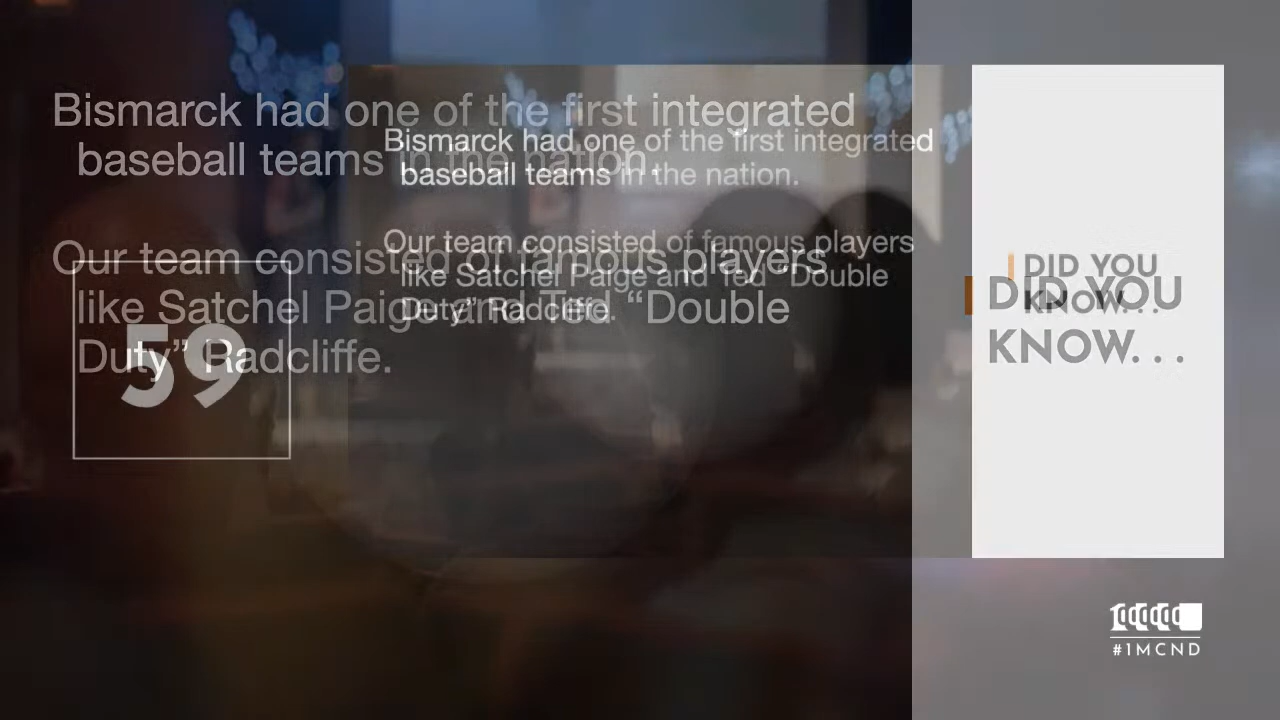 Bismarck had one of the first integrated
baseball teams in the nation.
Our team consisted of famous players
like Satchel Paige and Ted “Double
Duty” Radcliffe.
Bismarck had one of the first integrated
baseball teams in the nation.
Our team consisted of famous players
like Satchel Paige and Ted “Double
Duty” Radcliffe.
59
DID YOU
KNOW...
DID YOU
KNOW...
#1MCND